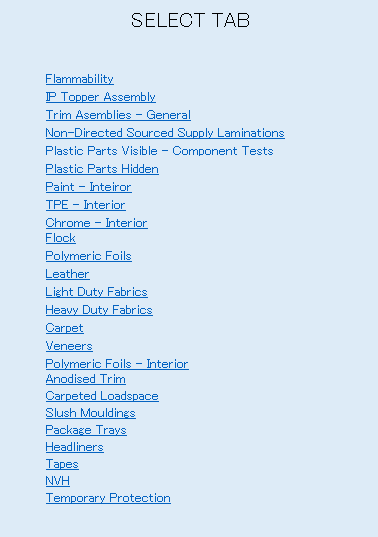 SELECT TAB
Flammability
IP Topper Assembly
Trim Asemblies - General
Non-Directed Sourced Supply Laminations
Plastic Parts Visible - Component Tests
Plastic Parts Hidden
Paint - Inteiror
TPE - Interior
Chrome - Interior
Flock
Polymeric Foils
Leather
Light Duty Fabrics
Heavy Duty Fabrics
Carpet
Veneers
Polymeric Foils - Interior
Anodised Trim
Carpeted Loadspace
Slush Mouldings
Package Trays
Headliners
Tapes
NVH
Temporary Protection